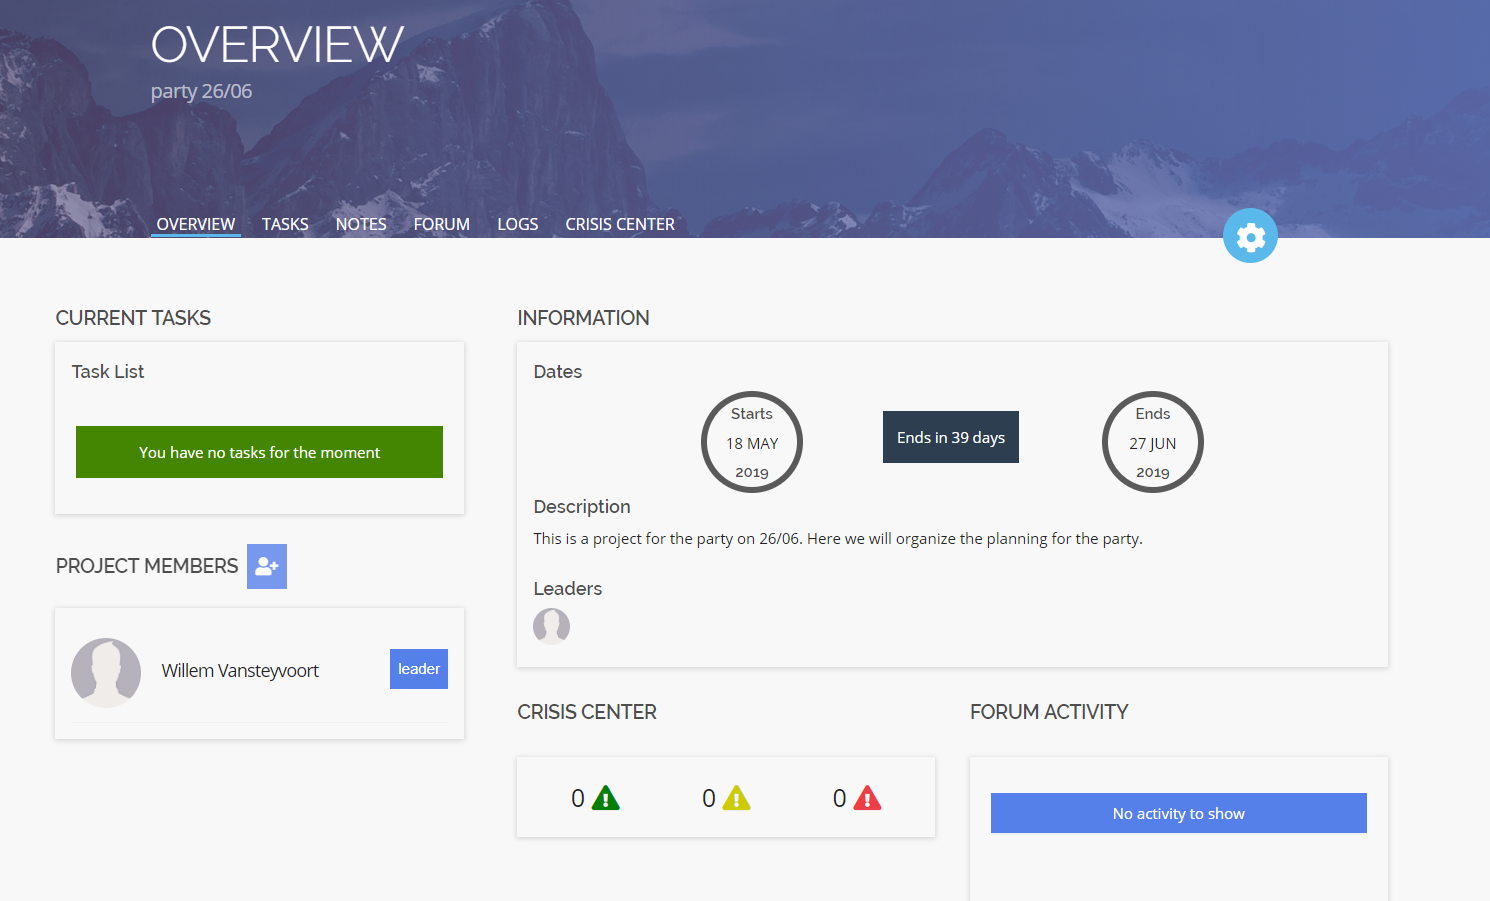 OVERVIEW
party 26/06
OVERVIEW TASKS NOTES FORUM LOGS CRISIS CENTER
CURRENT TASKS
Task List
You have no tasks for the moment
PROJECT MEMBERS
Willem Vansteyvoort
leader
INFORMATION
Dates
Starts
18 MAY
2019
Ends in 39 days
Ends
27 JUN
2019
Description
This is a project for the party on 26/06. Here we will organize the planning for the party.
Leaders
CRISIS CENTER
0 0 0
FORUM ACTIVITY
No activity to show